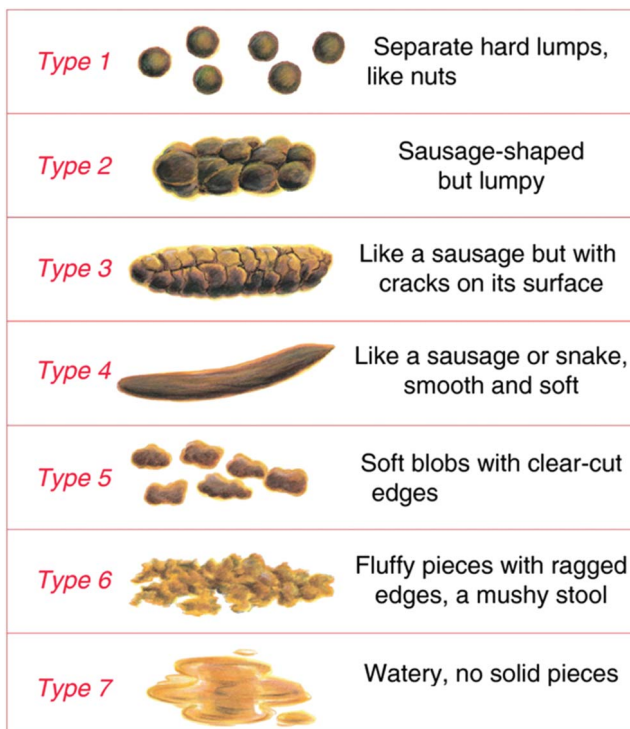 Type 1
Separate hard lumps,
like nuts
Type 2
Sausage-shaped
but lumpy
Type 3
Like a sausage but with
cracks on its surface
Type 4
Like a sausage or snake,
smooth and soft
Type 5
Soft blobs with clear-cut
edges
Type 6
Fluffy pieces with ragged
edges, a mushy stool
Type 7
Watery, no solid pieces